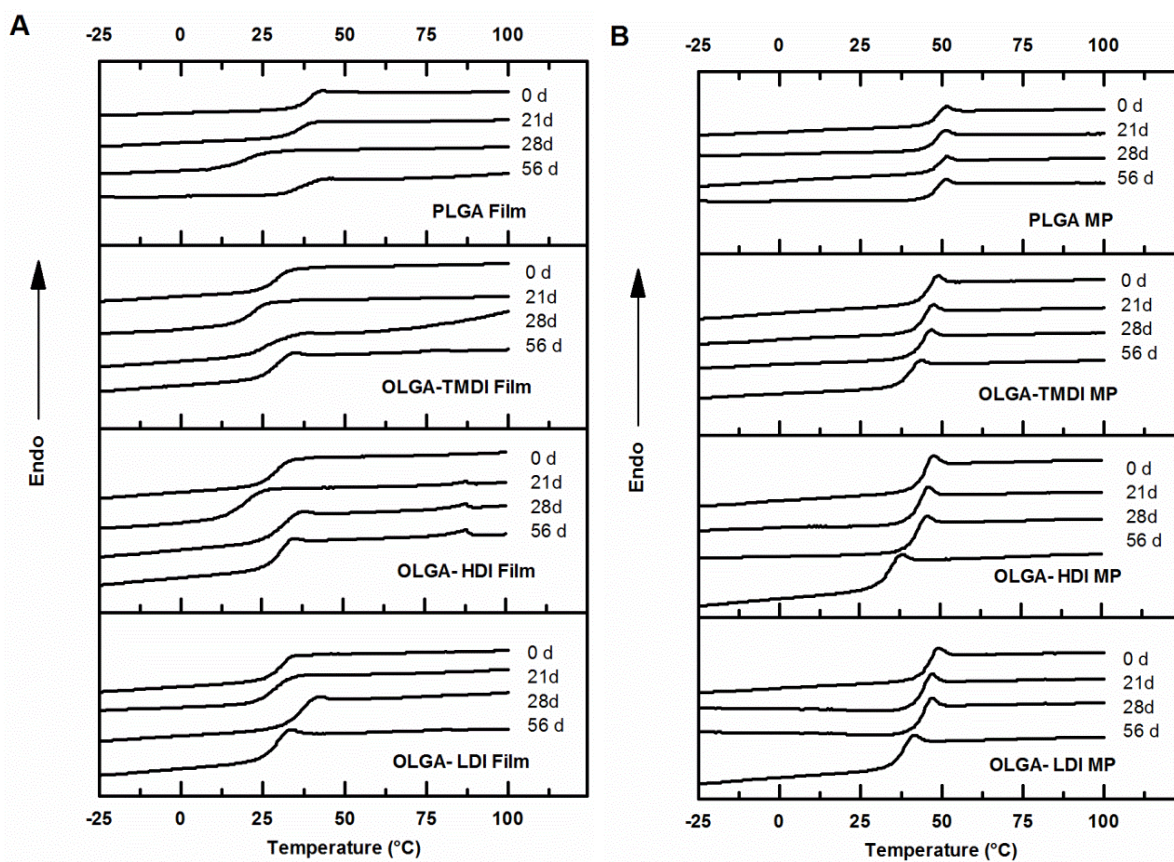 A
-25 0 25 50 75 100
0 d
21d
28d
56 d
PLGA Film
0 d
21d
28d
56 d
OLGA-TMDI Film
0 d
21d
28d
56 d
OLGA- HDI Film
0 d
21d
28d
56 d
OLGA- LDI Film
Endo
-25 0 25 50 75 100
Temperature (°C)
B
-25 0 25 50 75 100
0 d
21d
28d
56 d
PLGA MP
0 d
21d
28d
56 d
OLGA-TMDI MP
0 d
21d
28d
56 d
OLGA- HDI MP
0 d
21d
28d
56 d
OLGA- LDI MP
Endo
-25 0 25 50 75 100
Temperature (°C)